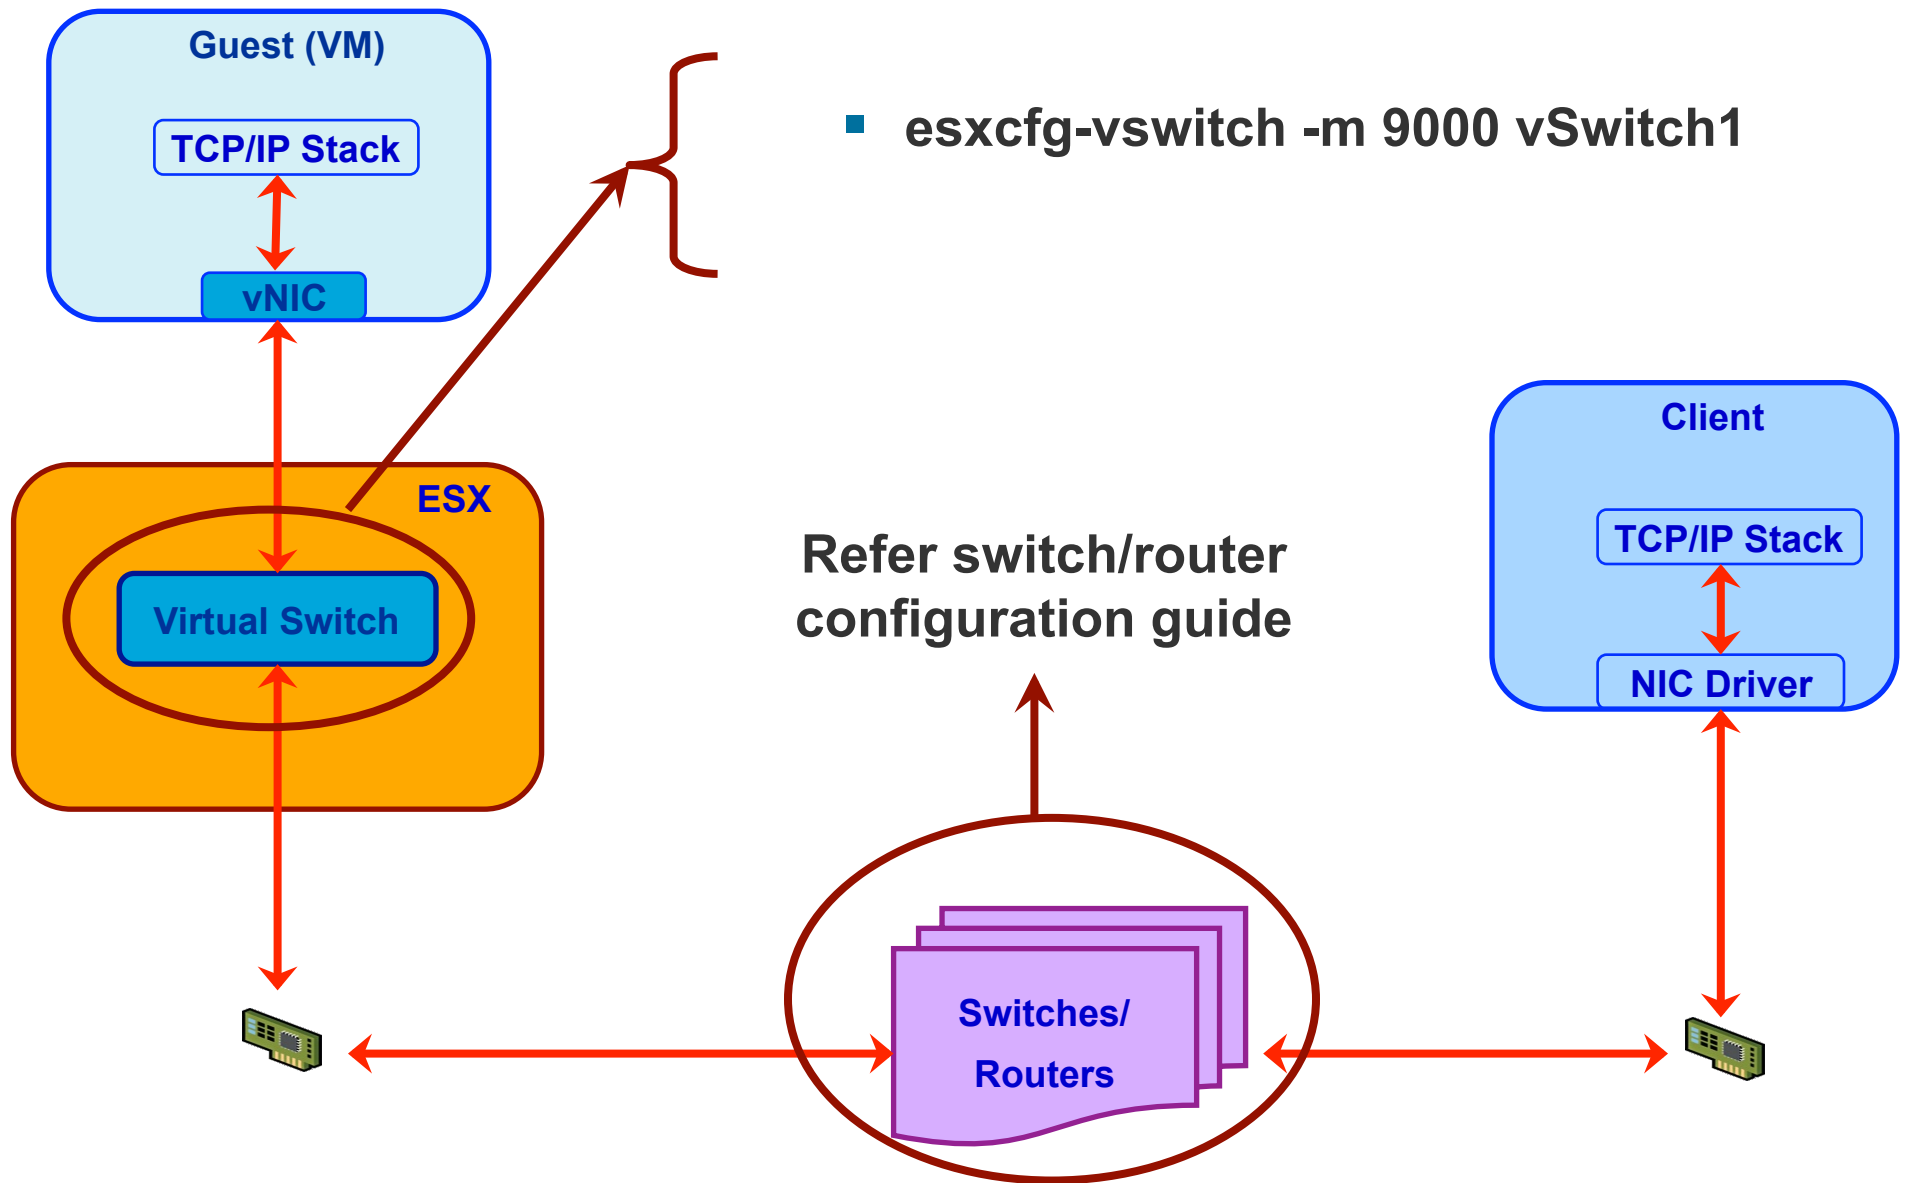 Guest (VM)
TCP/IP Stack
vNIC
esxcfg-vswitch -m 9000 vSwitch1
ESX
Virtual Switch
Refer switch/router
configuration guide
Client
TCP/IP Stack
NIC Driver
Switches/
Routers